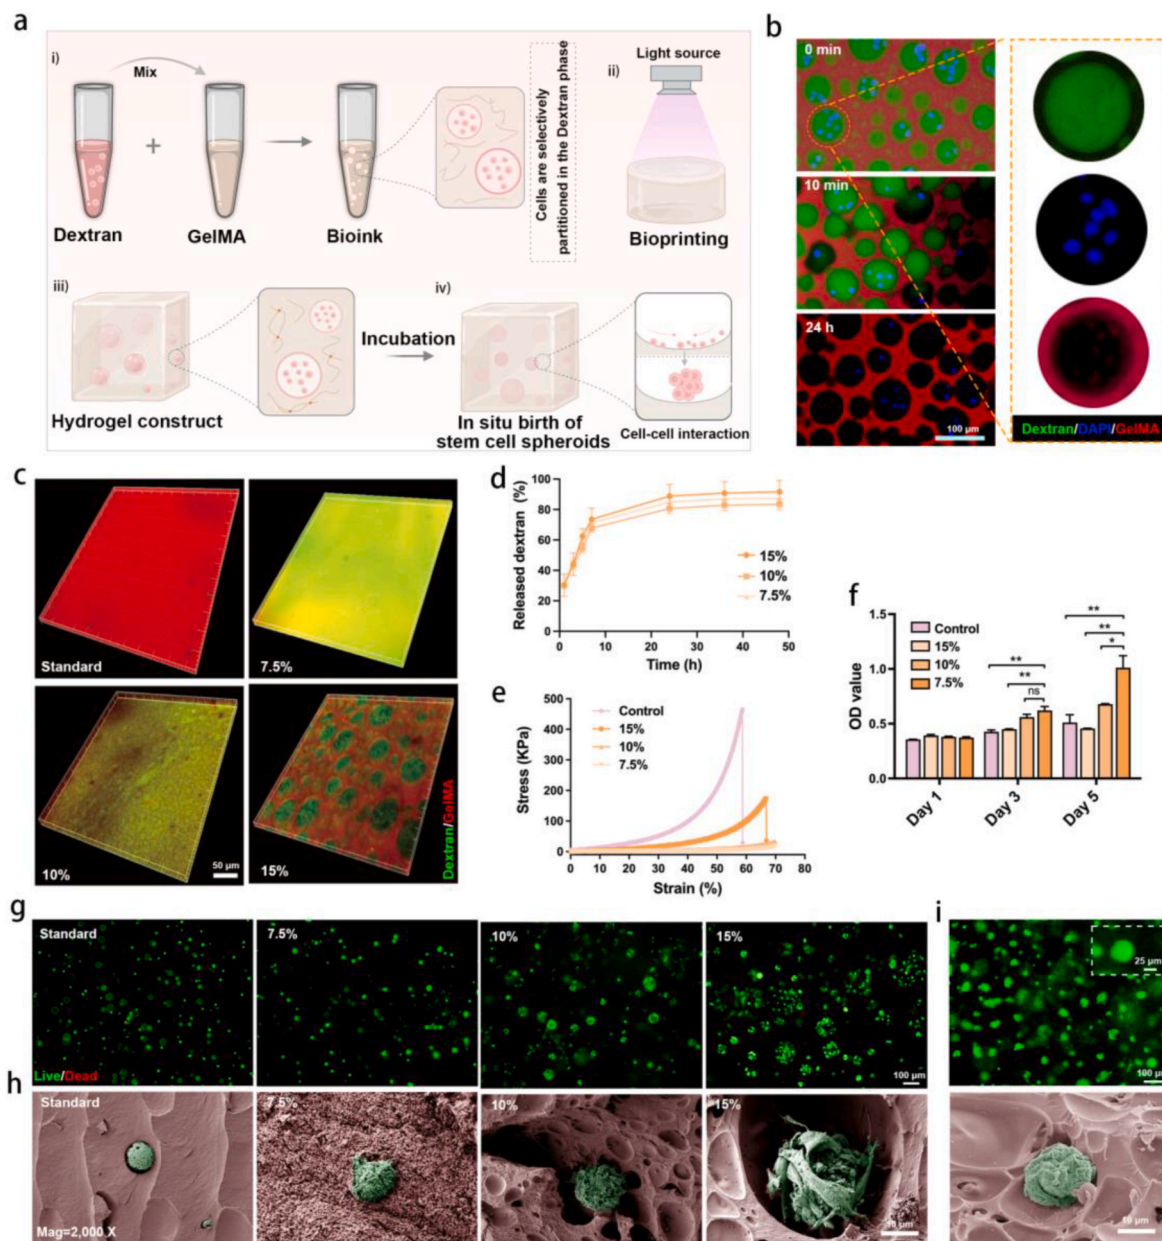 a
i)
Mix
Dextran
GelMA
Bioink
Cells are selectively
partitioned in the Dextran phase
ii)
Light source
Bioprinting
iii)
Hydrogel construct
Incubation
iv)
In situ birth of
stem cell spheroids
Cell-cell interaction
b
0 min
10 min
24 h
100 μm
Dextran/DAPI/GelMA
c
Standard
7.5%
10%
50 μm
15%
Dextran/GelMA
d
Released dextran (%)
100
80
60
40
20
0
0 10 20 30 40 50
Time (h)
15%
10%
7.5%
e
Stress (KPa)
500
400
300
200
100
0
0 10 20 30 40 50 60 70 80
Strain (%)
Control
15%
10%
7.5%
f
OD value
1.5
1.0
0.5
0.0
Control
15%
10%
7.5%
**
**
ns
**
**
*
Day 1
Day 3
Day 5
g
Standard
7.5%
10%
15%
Live/Dead
100 μm
h
Standard
7.5%
10%
15%
Mag=2,000 X
10 μm
i
25 μm
100 μm
10 μm